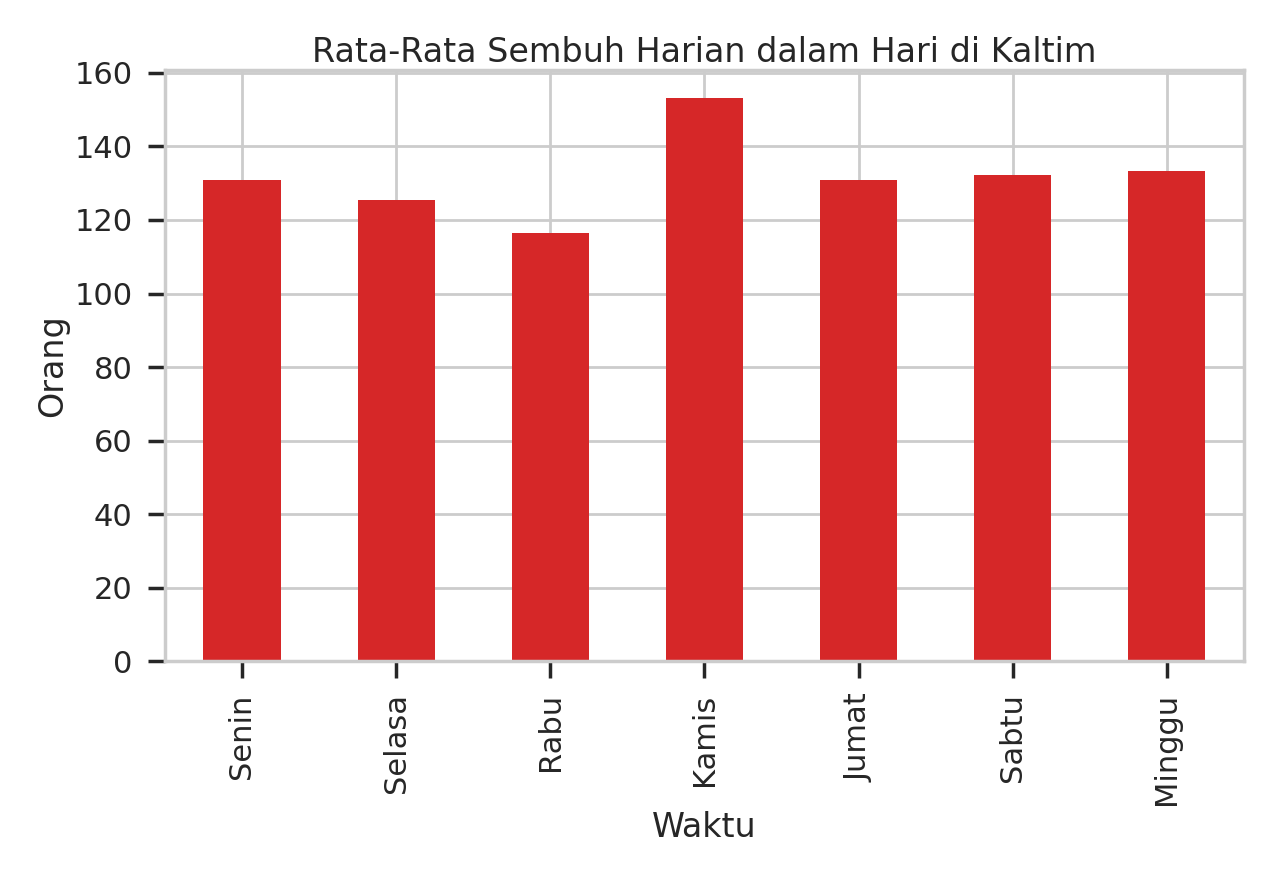 Rata-Rata Sembuh Harian dalam Hari di Kaltim
160
140
120
100
80
60
40
20
0
Orang
Senin
Selasa
Rabu
Kamis
Jumat
Sabtu
Minggu
Waktu